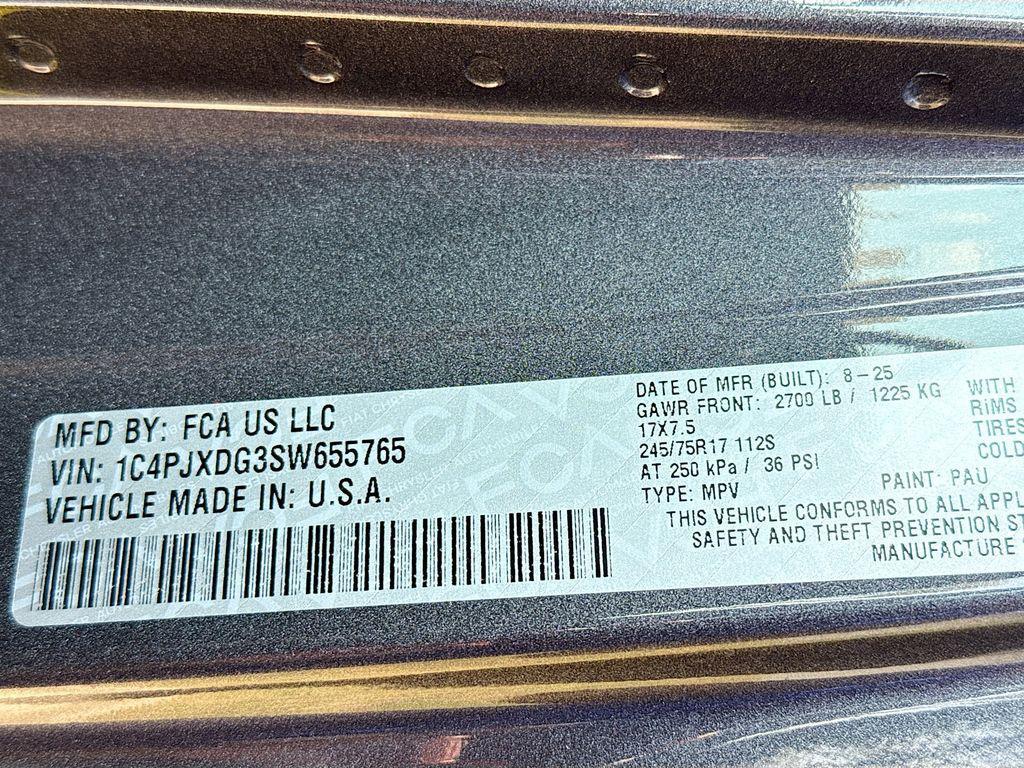 MFD BY: FCA US LLC
VIN: 1C4PJXDG3SW655765
VEHICLE MADE IN: U.S.A.
DATE OF MFR (BUILT): 8-25
GAWR FRONT: 2700 LB / 1225 KG WITH
17X7.5 RIMS
245/75R17 112S TIRES
AT 250 kPa / 36 PSI COLD
TYPE: MPV PAINT: PAU
THIS VEHICLE CONFORMS TO ALL APPL
SAFETY AND THEFT PREVENTION ST
MANUFACTURE